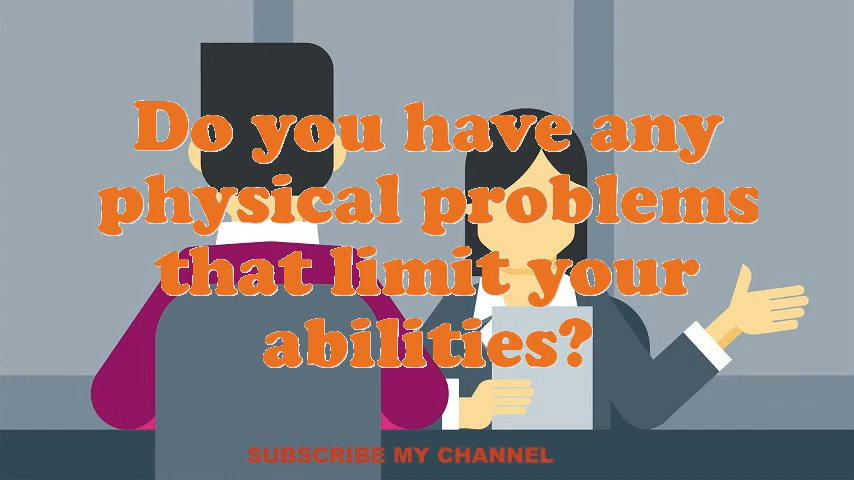 Do you have any
physical problems
that limit your
abilities?
SUBSCRIBE MY CHANNEL